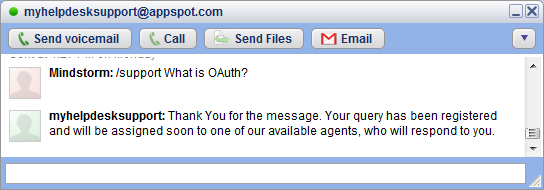 myhelpdesksupport@appspot.com
Send voicemail Call Send Files Email
Mindstorm: /support What is OAuth?
myhelpdesksupport: Thank You for the message. Your query has been registered
and will be assigned soon to one of our available agents, who will respond to you.